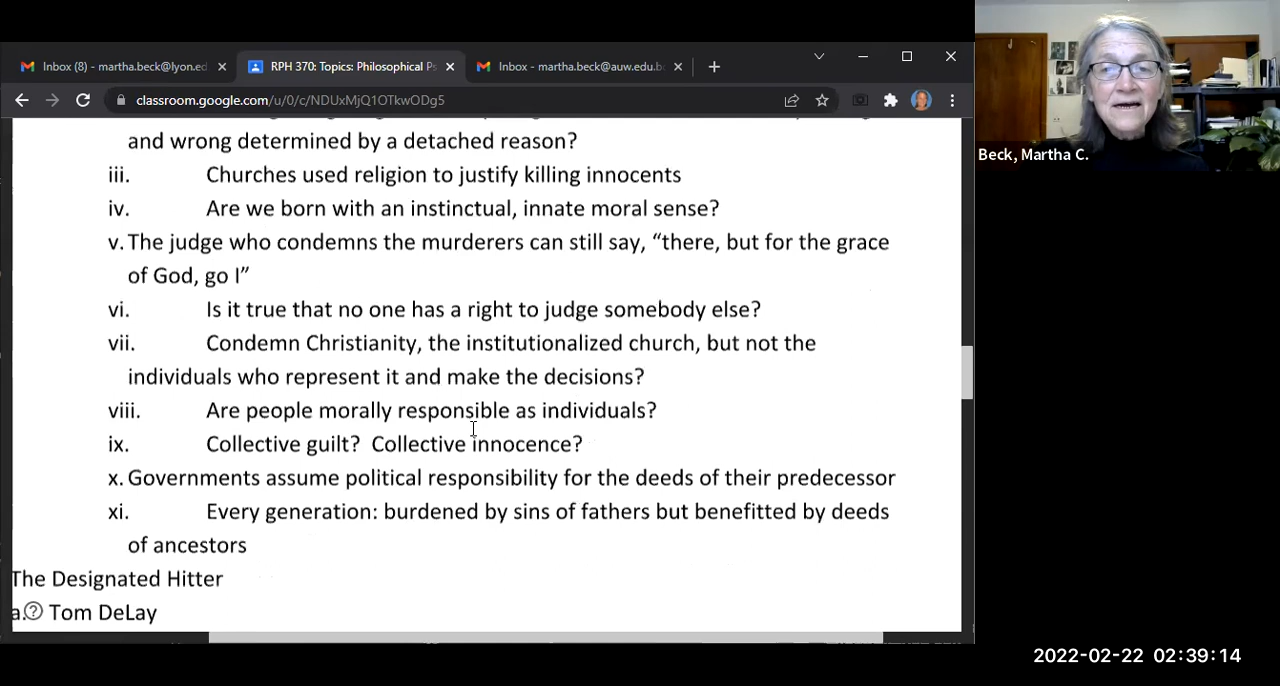 Inbox (8) - martha.beck@lyon.ed
RPH 370: Topics: Philosophical Ps
Inbox - martha.beck@auw.edu.b
classroom.google.com/u/0/c/NDUxMjQ1OTkwODg5
and wrong determined by a detached reason?
iii. Churches used religion to justify killing innocents
iv. Are we born with an instinctual, innate moral sense?
v. The judge who condemns the murderers can still say, “there, but for the grace
of God, go I”
vi. Is it true that no one has a right to judge somebody else?
vii. Condemn Christianity, the institutionalized church, but not the
individuals who represent it and make the decisions?
viii. Are people morally responsible as individuals?
ix. Collective guilt? Collective innocence?
x. Governments assume political responsibility for the deeds of their predecessor
xi. Every generation: burdened by sins of fathers but benefitted by deeds
of ancestors
The Designated Hitter
a. Tom DeLay
Beck, Martha C.
2022-02-22 02:39:14